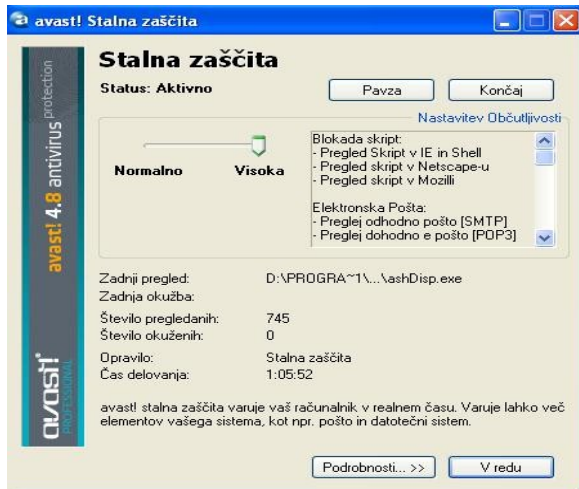 avast! Stalna zaščita
avast! 4.8 antivirus protection
avast!
PROFESSIONAL
Stalna zaščita
Status: Aktivno
Pavza
Končaj
Nastavitev Občutljivosti
Normalno
Visoka
Blokada skript:
- Pregled Skript v IE in Shell
- Pregled skript v Netscape-u
- Pregled skript v Mozilli
Elektronska Pošta:
- Preglej odhodno pošto [SMTP]
- Preglej dohodno e pošto [POP3]
Zadnji pregled: D:\PROGRA~1\...\ashDisp.exe
Zadnja okužba:
Število pregledanih: 745
Število okuženih: 0
Opravilo: Stalna zaščita
Čas delovanja: 1:05:52
avast! stalna zaščita varuje vaš računalnik v realnem času. Varuje lahko več
elementov vašega sistema, kot npr. pošto in datotečni sistem.
Podrobnosti... >>
V redu